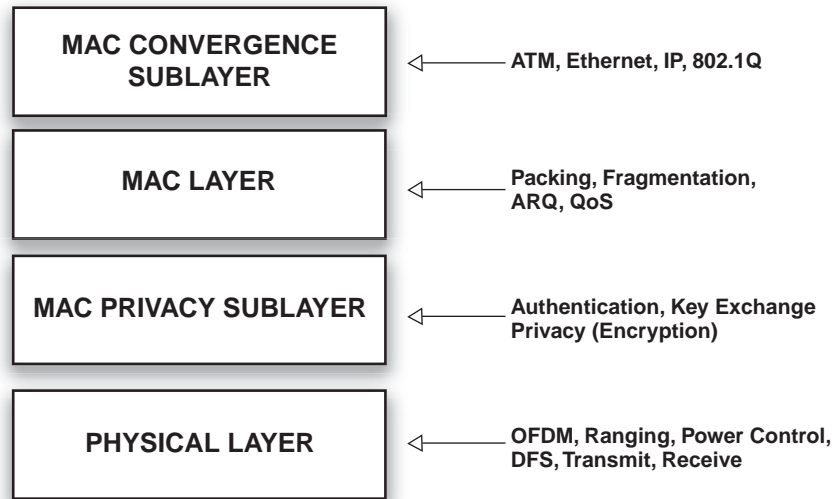 MAC CONVERGENCE
SUBLAYER
ATM, Ethernet, IP, 802.1Q
MAC LAYER
Packing, Fragmentation,
ARQ, QoS
MAC PRIVACY SUBLAYER
Authentication, Key Exchange
Privacy (Encryption)
PHYSICAL LAYER
OFDM, Ranging, Power Control,
DFS, Transmit, Receive